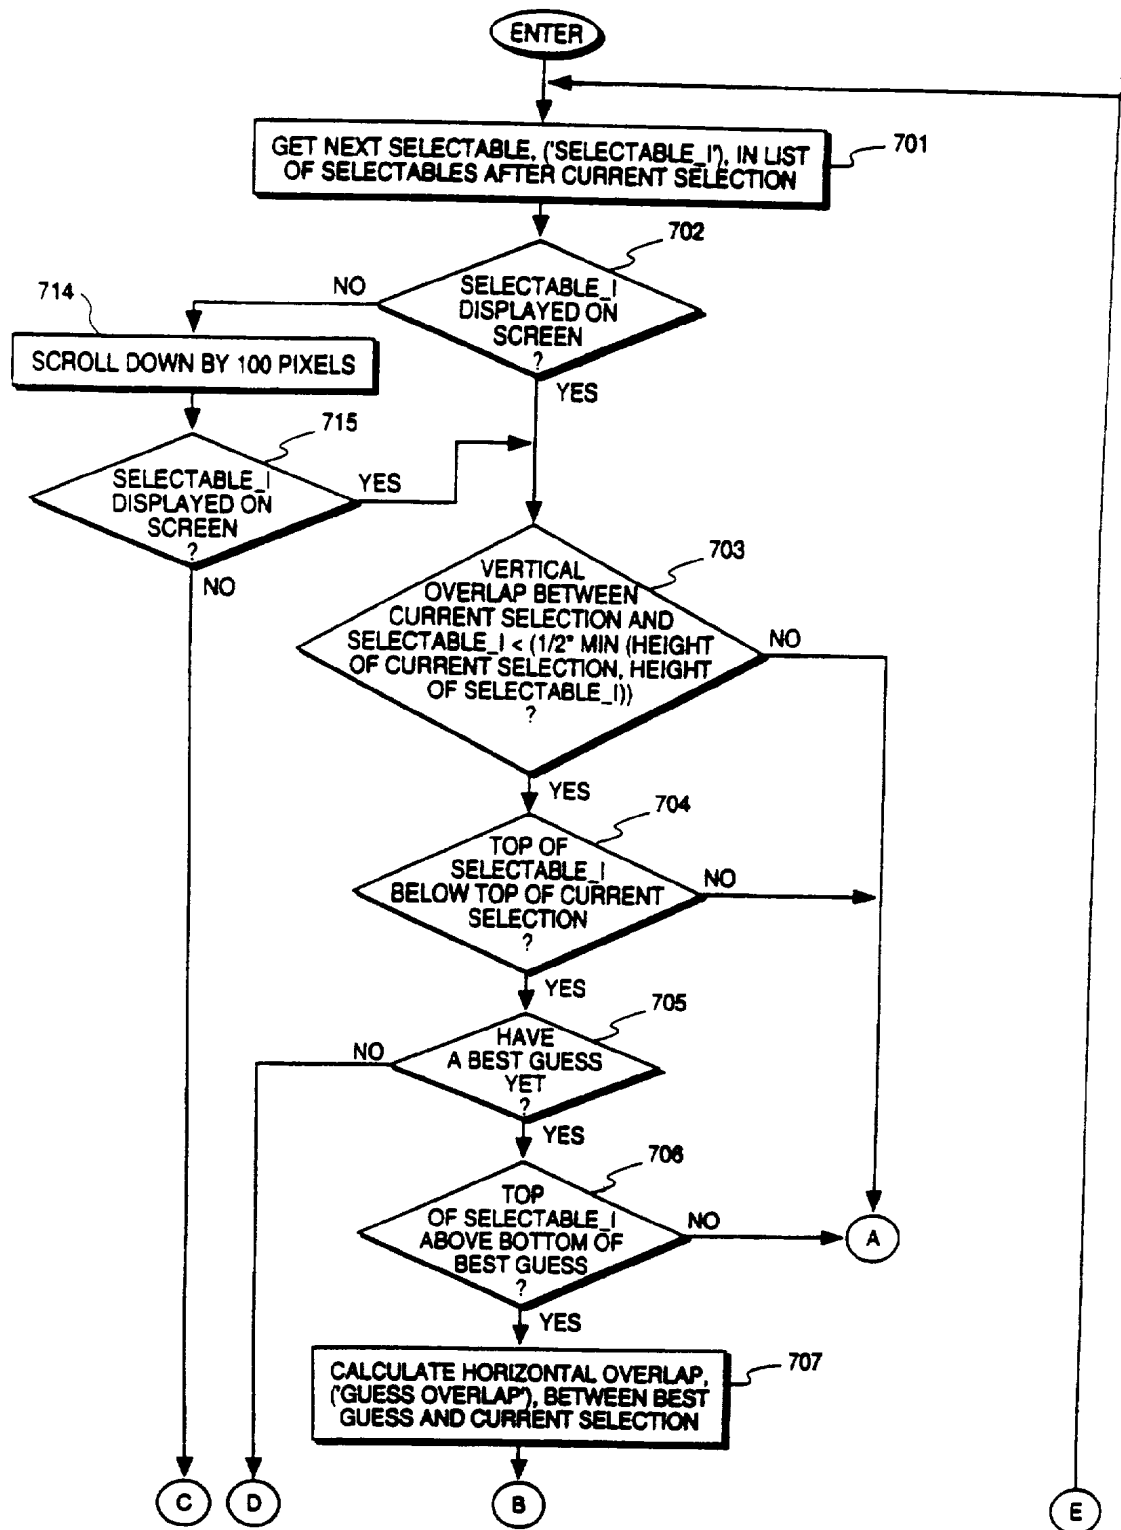 ENTER
GET NEXT SELECTABLE, ('SELECTABLE_I'), IN LIST
OF SELECTABLES AFTER CURRENT SELECTION
701
702
SELECTABLE_I
DISPLAYED ON
SCREEN
?
NO
YES
714
SCROLL DOWN BY 100 PIXELS
715
SELECTABLE_I
DISPLAYED ON
SCREEN
?
YES
NO
703
VERTICAL
OVERLAP BETWEEN
CURRENT SELECTION AND
SELECTABLE_I < (1/2* MIN (HEIGHT
OF CURRENT SELECTION, HEIGHT
OF SELECTABLE_I))
?
NO
YES
704
TOP OF
SELECTABLE_I
BELOW TOP OF CURRENT
SELECTION
?
NO
YES
705
HAVE
A BEST GUESS
YET
?
NO
YES
706
TOP
OF SELECTABLE_I
ABOVE BOTTOM OF
BEST GUESS
?
NO
A
YES
707
CALCULATE HORIZONTAL OVERLAP,
('GUESS OVERLAP'), BETWEEN BEST
GUESS AND CURRENT SELECTION
C
D
B
E